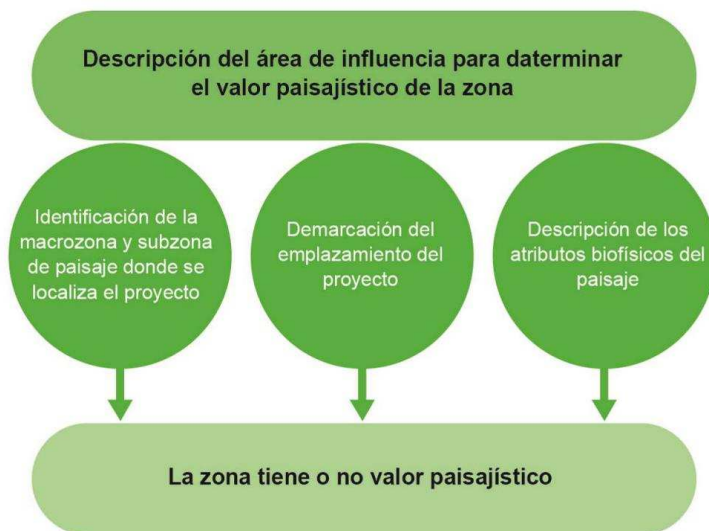 Descripción del área de influencia para daterminar
el valor paisajístico de la zona
Identificación de la
macrozona y subzona
de paisaje donde se
localiza el proyecto
Demarcación del
emplazamiento del
proyecto
Descripción de los
atributos biofísicos del
paisaje
La zona tiene o no valor paisajístico